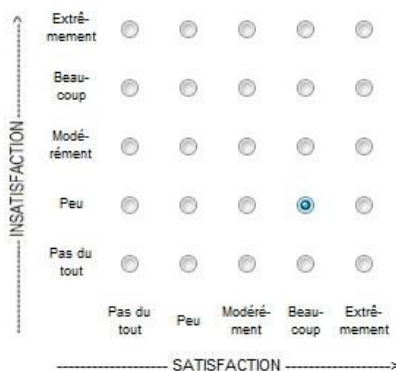 Extrê-
mement
Beau-
coup
Modé-
rément
Peu
Pas du
tout
INSATISFACTION
Pas du
tout
Peu
Modéré-
ment
Beau-
coup
Extrê-
mement
SATISFACTION